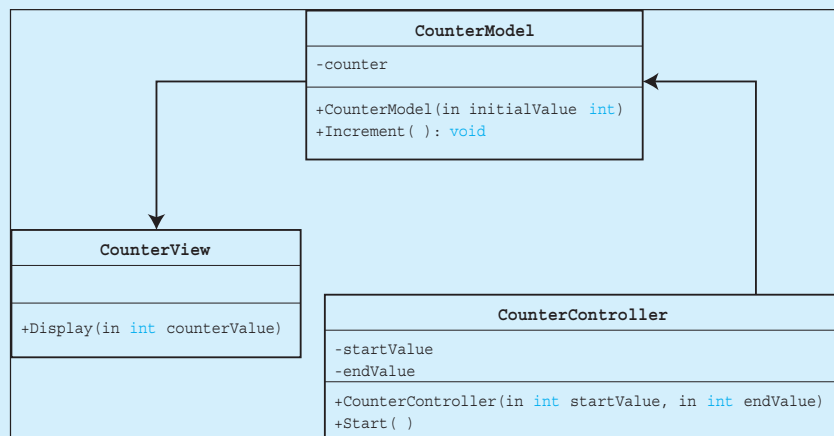 CounterModel
-counter
+CounterModel(in initialValue int)
+Increment( ): void
CounterView
+Display(in int counterValue)
CounterController
-startValue
-endValue
+CounterController(in int startValue, in int endValue)
+Start( )